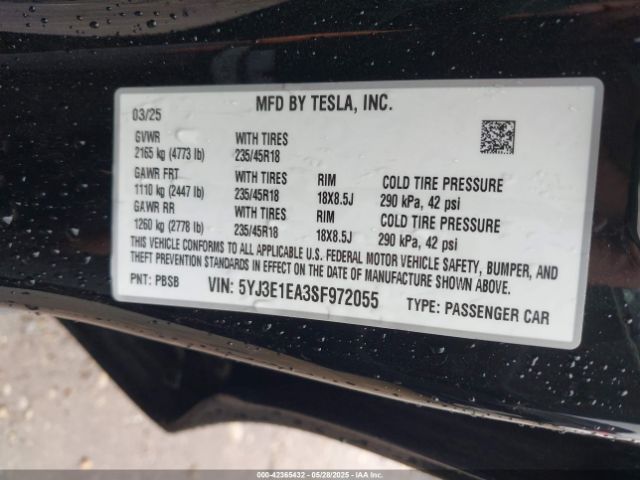 MFD BY TESLA, INC.
03/25
GVWR WITH TIRES
2165 kg (4773 lb) 235/45R18
GAWR FRT WITH TIRES RIM COLD TIRE PRESSURE
1110 kg (2447 lb) 235/45R18 18X8.5J 290 kPa, 42 psi
GAWR RR WITH TIRES RIM COLD TIRE PRESSURE
1260 kg (2778 lb) 235/45R18 18X8.5J 290 kPa, 42 psi
THIS VEHICLE CONFORMS TO ALL APPLICABLE U.S. FEDERAL MOTOR VEHICLE SAFETY, BUMPER, AND
THEFT PREVENTION STANDARDS IN EFFECT ON THE DATE OF MANUFACTURE SHOWN ABOVE.
PNT: PBSB VIN: 5YJ3E1EA3SF972055 TYPE: PASSENGER CAR
000-42365432 - 05/28/2025 - IAAI.com